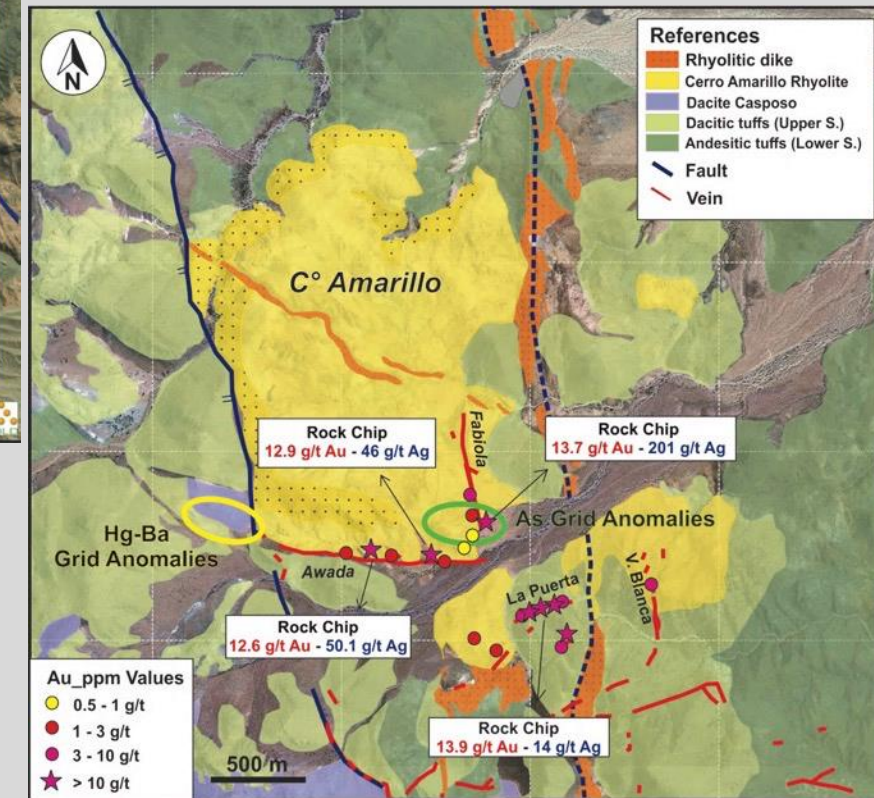 N
References
Rhyolitic dike
Cerro Amarillo Rhyolite
Dacite Casposo
Dacitic tuffs (Upper S.)
Andesitic tuffs (Lower S.)
Fault
Vein
C° Amarillo
Fabiola
Rock Chip
12.9 g/t Au - 46 g/t Ag
Rock Chip
13.7 g/t Au - 201 g/t Ag
Hg-Ba
Grid Anomalies
As Grid Anomalies
Awada
La Puerta
V. Blanca
Rock Chip
12.6 g/t Au - 50.1 g/t Ag
Rock Chip
13.9 g/t Au - 14 g/t Ag
Au_ppm Values
0.5 - 1 g/t
1 - 3 g/t
3 - 10 g/t
> 10 g/t
500 m